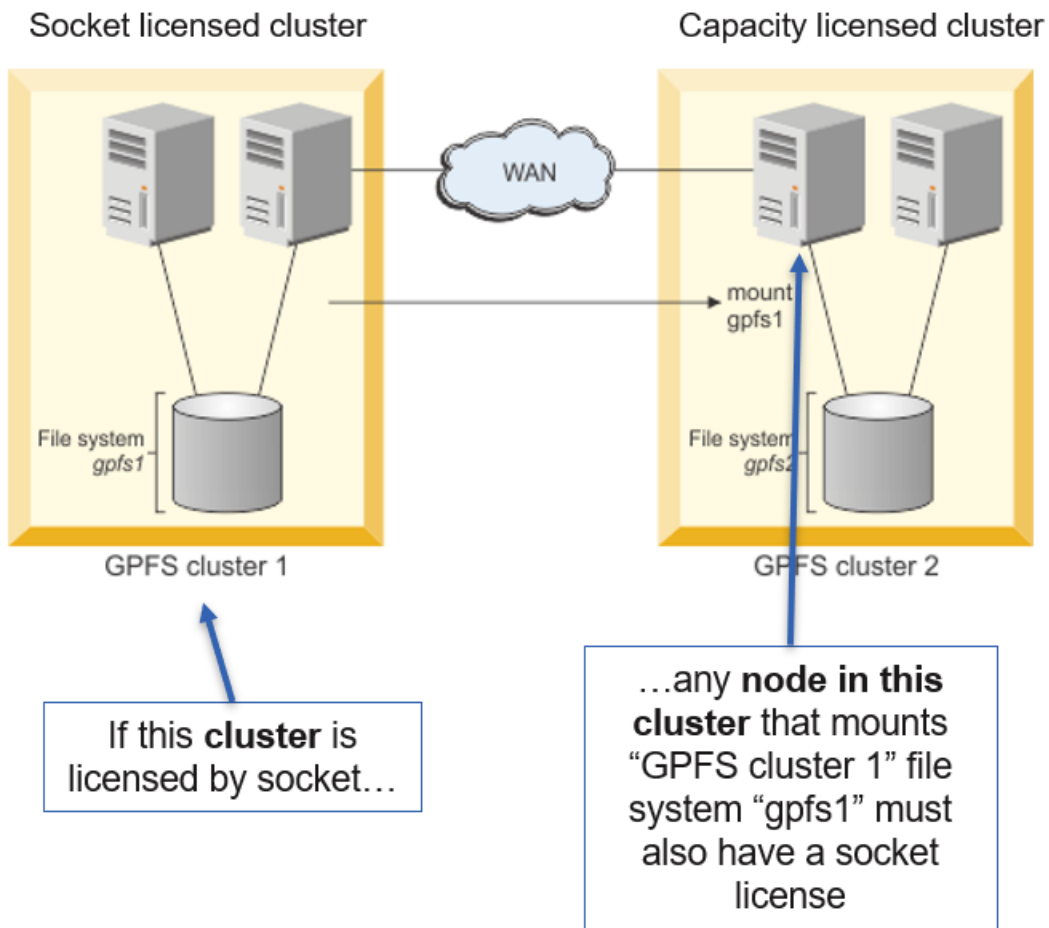 Socket licensed cluster
Capacity licensed cluster
WAN
mount
gpfs1
File system
gpfs1
File system
gpfs2
GPFS cluster 1
GPFS cluster 2
If this cluster is
licensed by socket…
…any node in this
cluster that mounts
“GPFS cluster 1” file
system “gpfs1” must
also have a socket
license